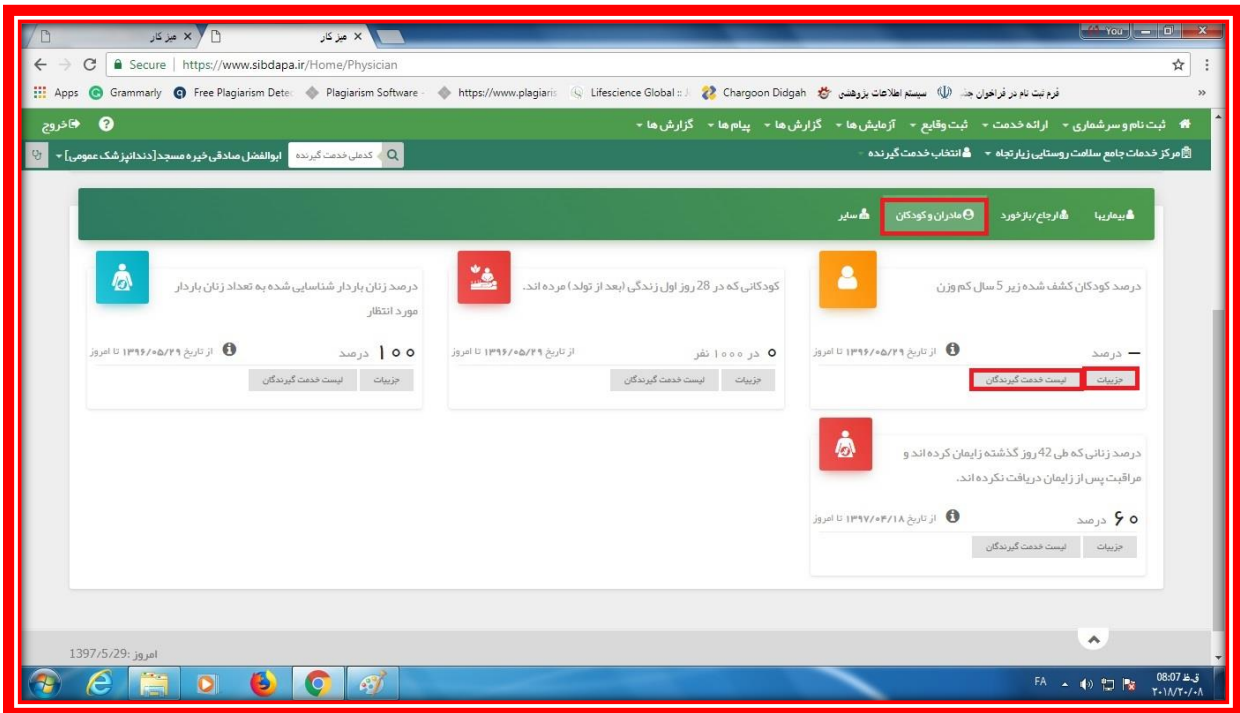 میز کار
میز کار
You
Secure | https://www.sibdapa.ir/Home/Physician
Apps Grammarly Free Plagiarism Detec Plagiarism Software - https://www.plagiaris Lifescience Global :: J Chargoon Didgah سیستم اطلاعات پژوهشی فرم ثبت نام در فراخوان جذ »
ثبت نام و سرشماری ارائه خدمت ثبت وقایع آزمایش ها گزارش ها پیام ها گزارش ها ? خروج
مرکز خدمات جامع سلامت روستایی زیارتجاه انتخاب خدمت گیرنده کدملی خدمت گیرنده ابوالفضل صادقی خیره مسجد[دندانپزشک عمومی]
بیماریها ارجاع/بازخورد مادران و کودکان سایر
درصد کودکان کشف شده زیر 5 سال کم وزن
— درصد
از تاریخ ۱۳۹۶/۰۵/۲۹ تا امروز
جزییات لیست خدمت گیرندگان
کودکانی که در 28 روز اول زندگی (بعد از تولد) مرده اند.
۰ در ۱۰۰۰ نفر
از تاریخ ۱۳۹۶/۰۵/۲۹ تا امروز
جزییات لیست خدمت گیرندگان
درصد زنان باردار شناسایی شده به تعداد زنان باردار
مورد انتظار
۱۰۰ درصد
از تاریخ ۱۳۹۶/۰۵/۲۹ تا امروز
جزییات لیست خدمت گیرندگان
درصد زنانی که طی 42 روز گذشته زایمان کرده اند و
مراقبت پس از زایمان دریافت نکرده اند.
۶۰ درصد
از تاریخ ۱۳۹۷/۰۴/۱۸ تا امروز
جزییات لیست خدمت گیرندگان
امروز :1397/5/29
FA
08:07 ق.ظ